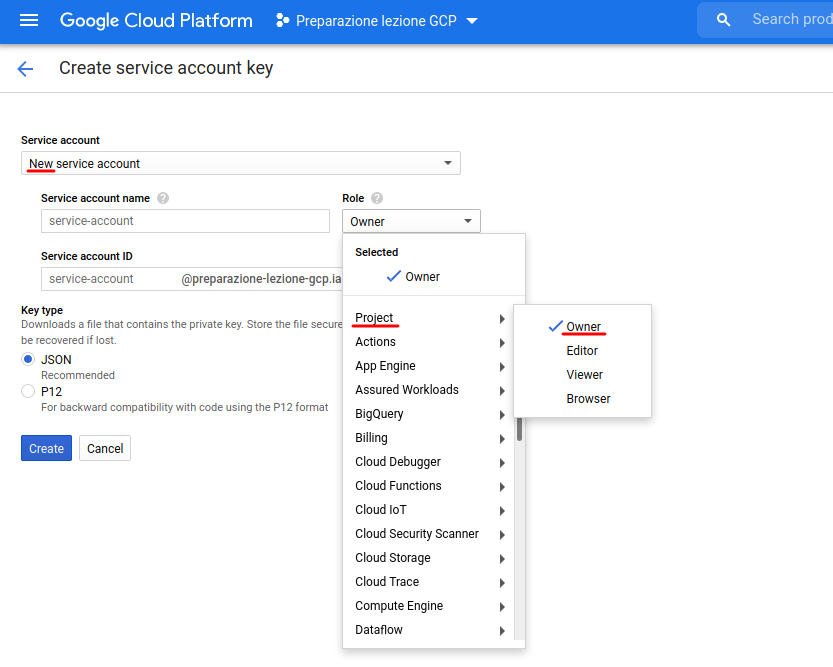 Google Cloud Platform
Preparazione lezione GCP
Search prod
Create service account key
Service account
New service account
Service account name
Role
service-account
Owner
Service account ID
service-account @preparazione-lezione-gcp.ia
Selected
Owner
Key type
Downloads a file that contains the private key. Store the file secure
be recovered if lost.
JSON
Recommended
P12
For backward compatibility with code using the P12 format
Create
Cancel
Project
Actions
App Engine
Assured Workloads
BigQuery
Billing
Cloud Debugger
Cloud Functions
Cloud IoT
Cloud Security Scanner
Cloud Storage
Cloud Trace
Compute Engine
Dataflow
Owner
Editor
Viewer
Browser